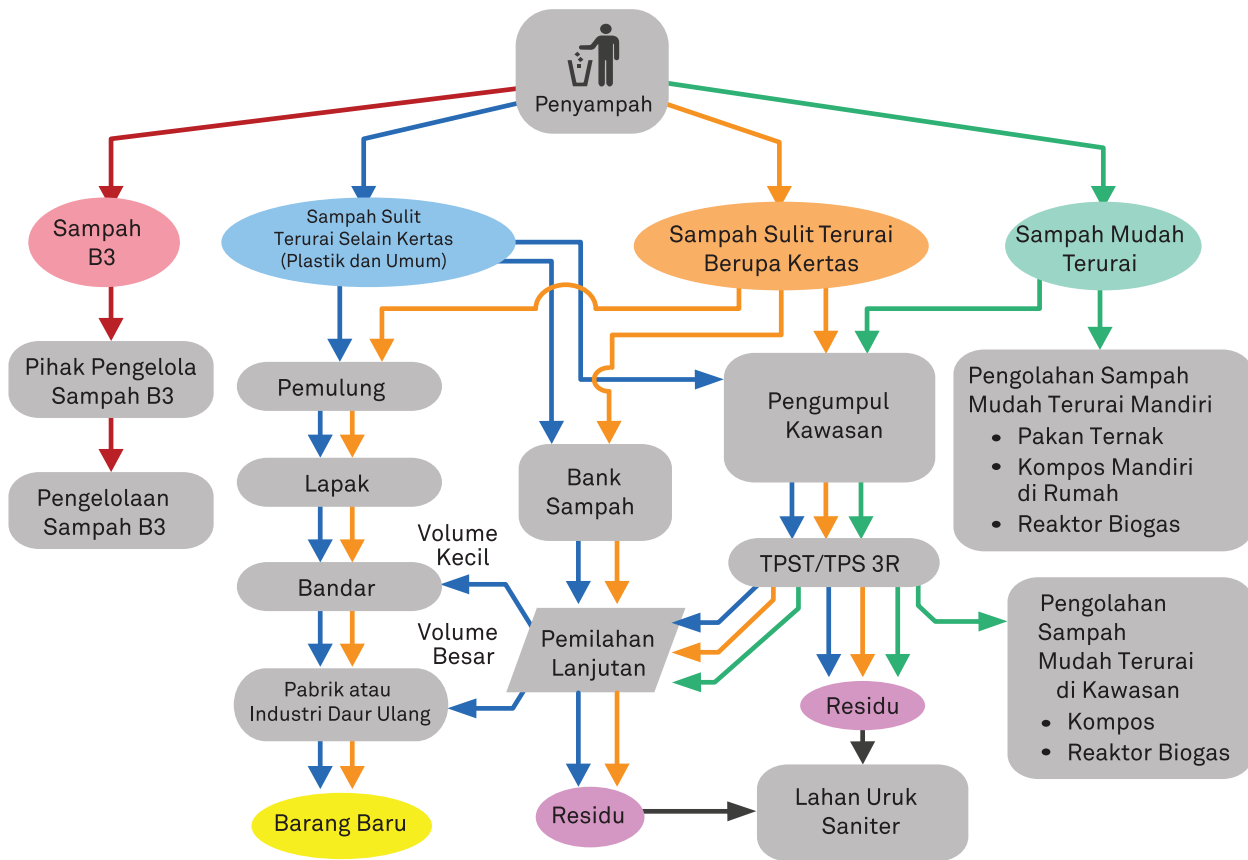 Penyampah
Sampah
B3
Sampah Sulit
Terurai Selain Kertas
(Plastik dan Umum)
Sampah Sulit Terurai
Berupa Kertas
Sampah Mudah
Terurai
Pihak Pengelola
Sampah B3
Pengelolaan
Sampah B3
Pemulung
Lapak
Bandar
Pabrik atau
Industri Daur Ulang
Barang Baru
Volume
Kecil
Volume
Besar
Bank
Sampah
Pemilahan
Lanjutan
Residu
Pengumpul
Kawasan
TPST/TPS 3R
Residu
Lahan Uruk
Saniter
Pengolahan Sampah
Mudah Terurai Mandiri
• Pakan Ternak
• Kompos Mandiri
di Rumah
• Reaktor Biogas
Pengolahan
Sampah
Mudah Terurai
di Kawasan
• Kompos
• Reaktor Biogas